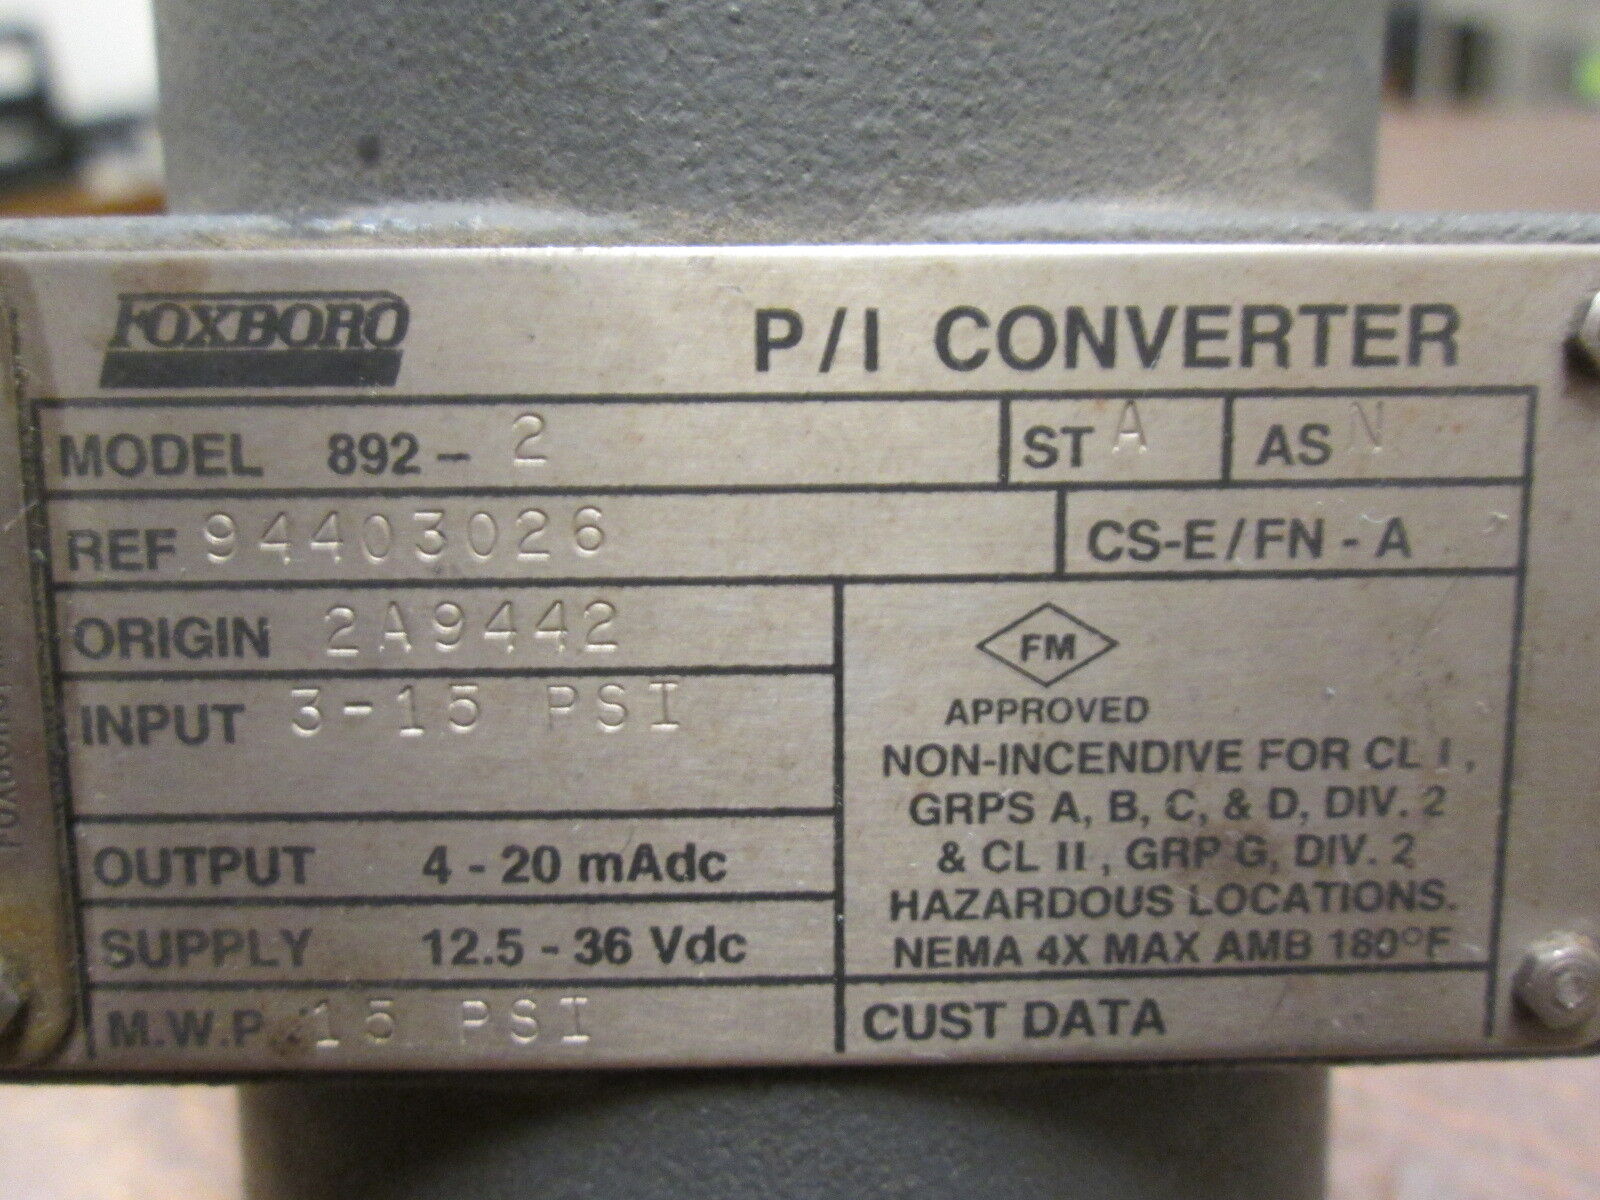 FOXBORO
P/I CONVERTER
MODEL 892- 2
ST A
AS N
REF 94403026
CS-E/FN - A
ORIGIN 2A9442
INPUT 3-15 PSI
OUTPUT 4 - 20 mAdc
SUPPLY 12.5 - 36 Vdc
M.W.P. 15 PSI
FM
APPROVED
NON-INCENDIVE FOR CL I,
GRPS A, B, C, & D, DIV. 2
& CL II, GRP G, DIV. 2
HAZARDOUS LOCATIONS.
NEMA 4X MAX AMB 180°F
CUST DATA